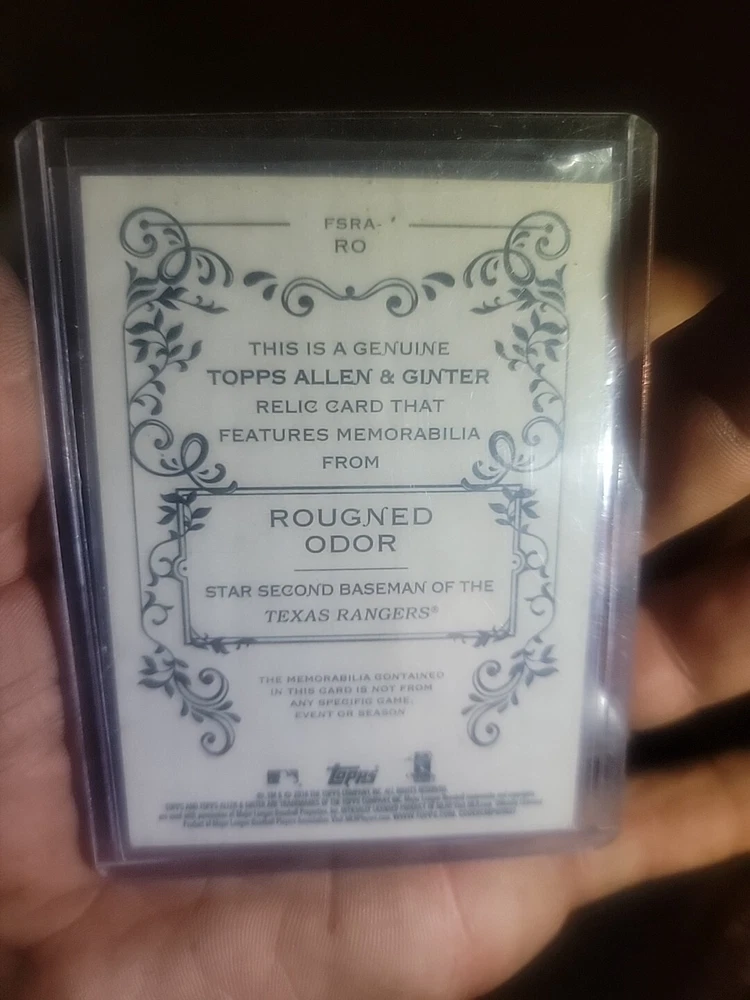 FSRA-
RO
THIS IS A GENUINE
TOPPS ALLEN & GINTER
RELIC CARD THAT
FEATURES MEMORABILIA
FROM
ROUGNED
ODOR
STAR SECOND BASEMAN OF THE
TEXAS RANGERS®
THE MEMORABILIA CONTAINED
IN THIS CARD IS NOT FROM
ANY SPECIFIC GAME,
EVENT OR SEASON
TOPPS